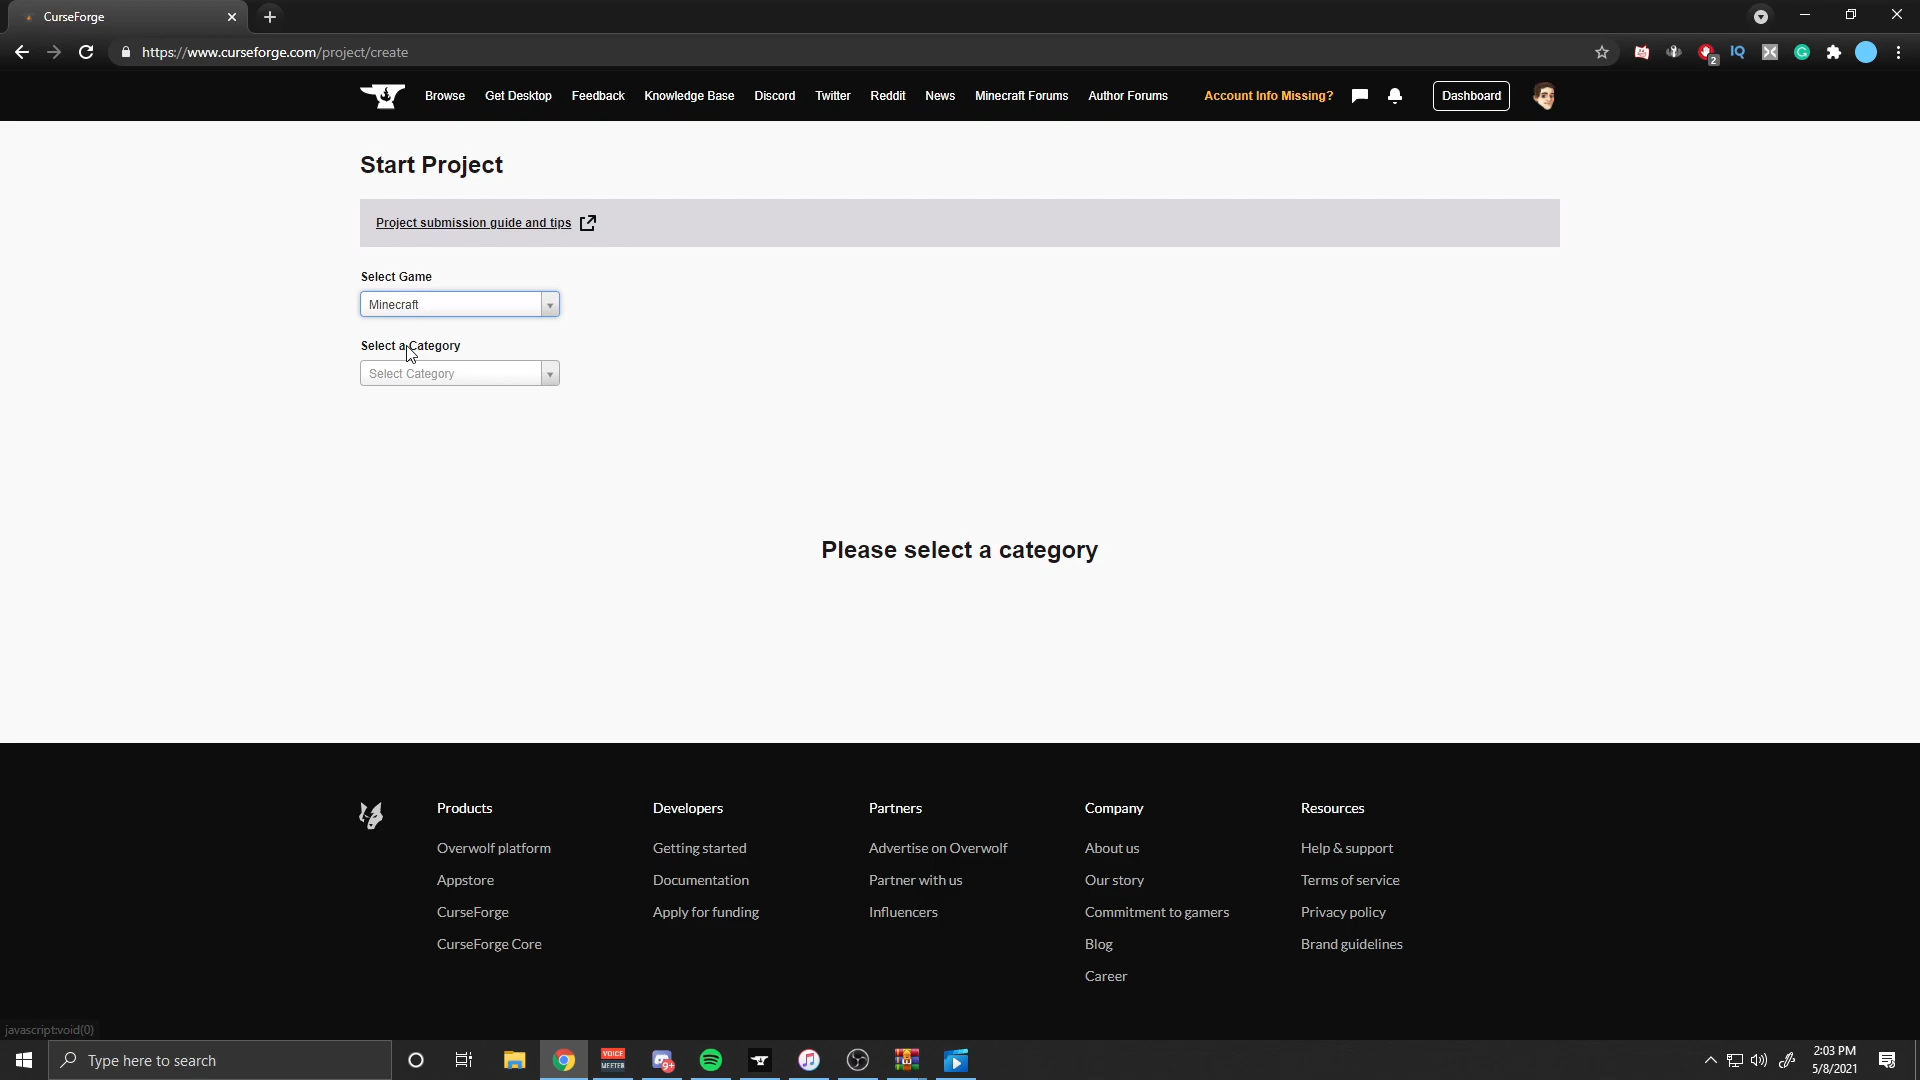 CurseForge
https://www.curseforge.com/project/create
2
Browse Get Desktop Feedback Knowledge Base Discord Twitter Reddit News Minecraft Forums Author Forums Account Info Missing? Dashboard
Start Project
Project submission guide and tips
Select Game
Minecraft
Select a Category
Select Category
Please select a category
Products
Overwolf platform
Appstore
CurseForge
CurseForge Core
Developers
Getting started
Documentation
Apply for funding
Partners
Advertise on Overwolf
Partner with us
Influencers
Company
About us
Our story
Commitment to gamers
Blog
Career
Resources
Help & support
Terms of service
Privacy policy
Brand guidelines
javascript:void(0)
Type here to search
VOICE
MEETER
9+
2:03 PM
5/8/2021